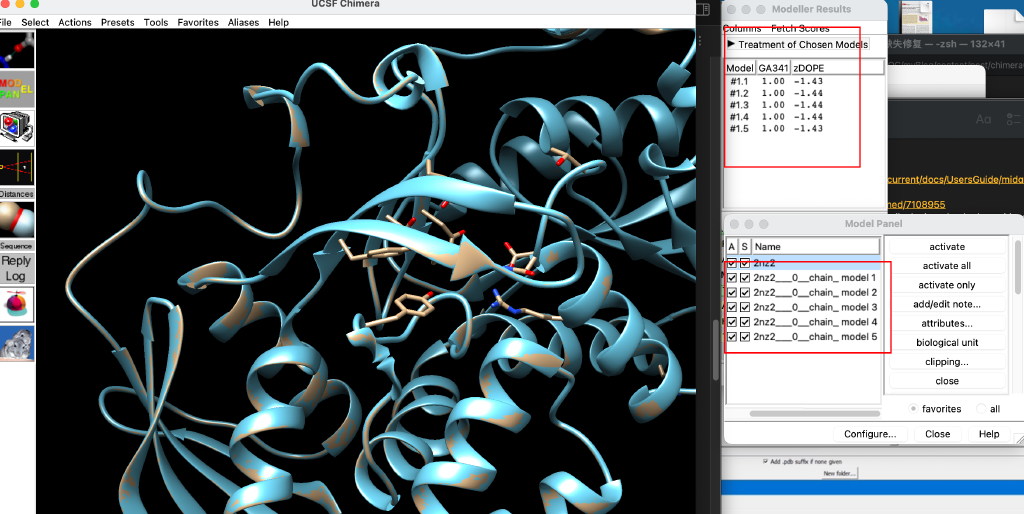 UCSF Chimera
File Select Actions Presets Tools Favorites Aliases Help
MODEL
PAN
Distances
Sequence
Reply
Log
Modeller Results
Columns Fetch Scores
▶ Treatment of Chosen Models
Model GA341 zDOPE
#1.1 1.00 -1.43
#1.2 1.00 -1.44
#1.3 1.00 -1.44
#1.4 1.00 -1.44
#1.5 1.00 -1.43
失修复 — -zsh — 132×41
Aa
current/docs/UsersGuide/mida
ned/7108955
Model Panel
A S Name
2nz2
2nz2___0__chain_ model 1
2nz2___0__chain_ model 2
2nz2___0__chain_ model 3
2nz2___0__chain_ model 4
2nz2___0__chain_ model 5
activate
activate all
activate only
add/edit note...
attributes...
biological unit
clipping...
close
favorites all
Configure... Close Help
Add .pdb suffix if none given
New folder...